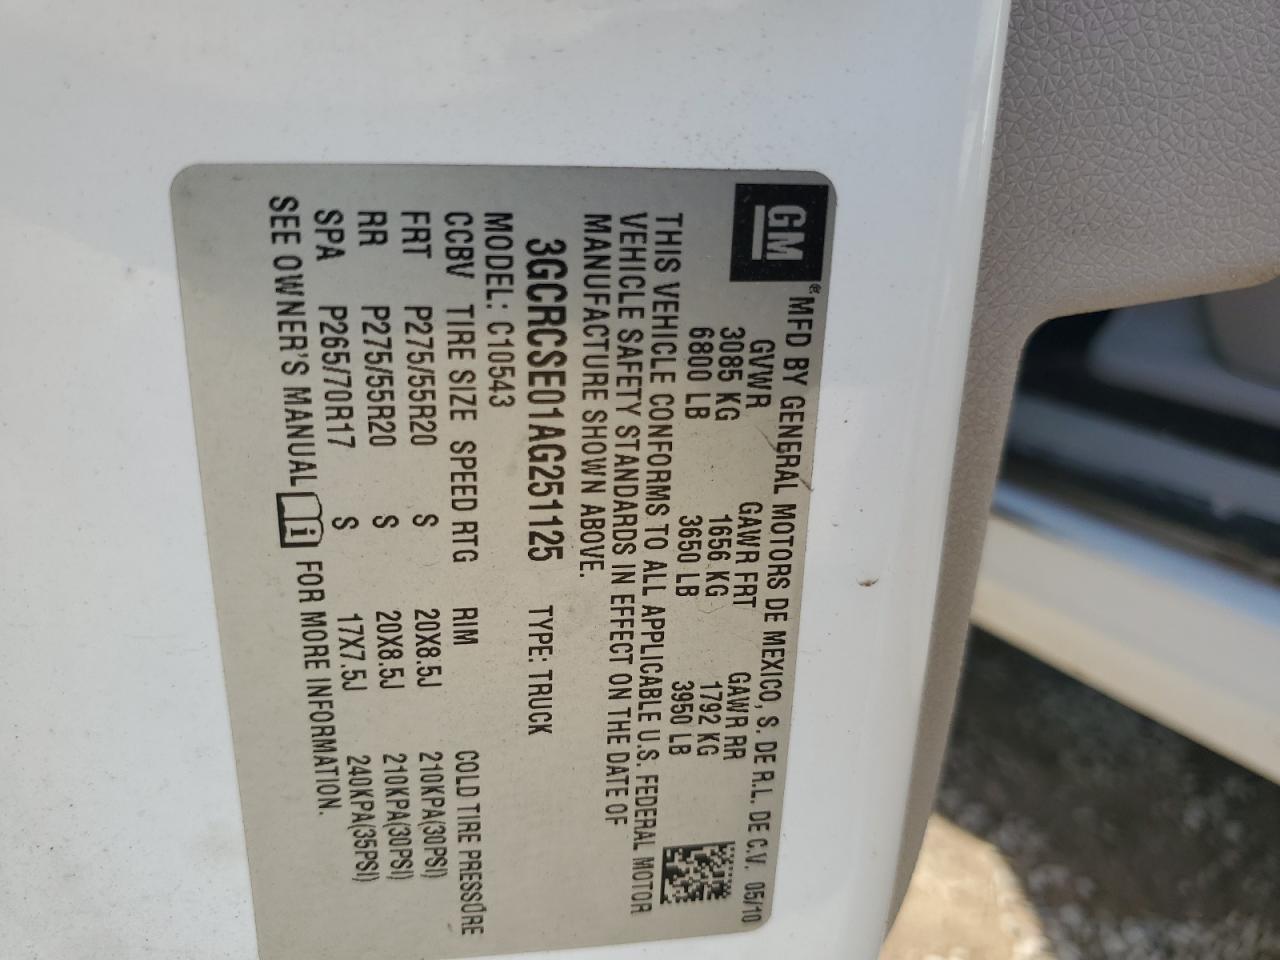 GM® MFD BY GENERAL MOTORS DE MEXICO, S. DE R.L. DE C.V. 05/10
GVWR GAWR FRT GAWR RR
3085 KG 1656 KG 1792 KG
6800 LB 3650 LB 3950 LB
THIS VEHICLE CONFORMS TO ALL APPLICABLE U.S. FEDERAL MOTOR
VEHICLE SAFETY STANDARDS IN EFFECT ON THE DATE OF
MANUFACTURE SHOWN ABOVE.
3GCRCSE01AG251125 TYPE: TRUCK
MODEL: C10543
CCBV TIRE SIZE SPEED RTG RIM COLD TIRE PRESSURE
FRT P275/55R20 S 20X8.5J 210KPA(30PSI)
RR P275/55R20 S 20X8.5J 210KPA(30PSI)
SPA P265/70R17 S 17X7.5J 240KPA(35PSI)
SEE OWNER'S MANUAL i FOR MORE INFORMATION.